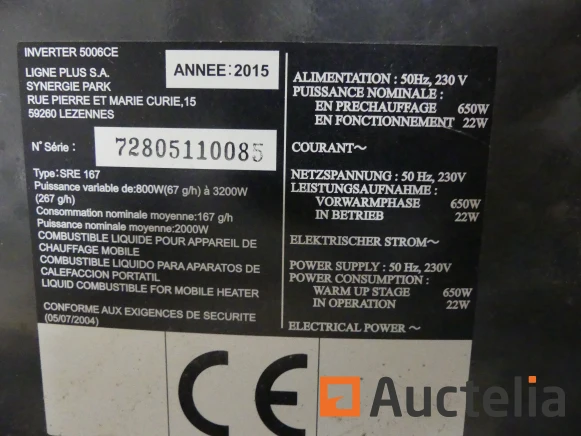 INVERTER 5006CE
LIGNE PLUS S.A.
SYNERGIE PARK
RUE PIERRE ET MARIE CURIE,15
59260 LEZENNES
ANNEE:2015
N° Série: 72805110085
Type:SRE 167
Puissance variable de:800W(67 g/h) à 3200W
(267 g/h)
Consommation nominale moyenne:167 g/h
Puissance nominale moyenne:2000W
COMBUSTIBLE LIQUIDE POUR APPAREIL DE
CHAUFFAGE MOBILE
COMBUSTIBLE LIQUIDO PARA APARATOS DE
CALEFACCION PORTATIL
LIQUID COMBUSTIBLE FOR MOBILE HEATER
CONFORME AUX EXIGENCES DE SECURITE
(05/07/2004)
ALIMENTATION : 50Hz, 230 V
PUISSANCE NOMINALE :
EN PRECHAUFFAGE 650W
EN FONCTIONNEMENT 22W
COURANT~
NETZSPANNUNG : 50 Hz, 230V
LEISTUNGSAUFNAHME :
VORWARMPHASE 650W
IN BETRIEB 22W
ELEKTRISCHER STROM~
POWER SUPPLY : 50 Hz, 230V
POWER CONSUMPTION :
WARM UP STAGE 650W
IN OPERATION 22W
ELECTRICAL POWER ~
CE
Auctelia